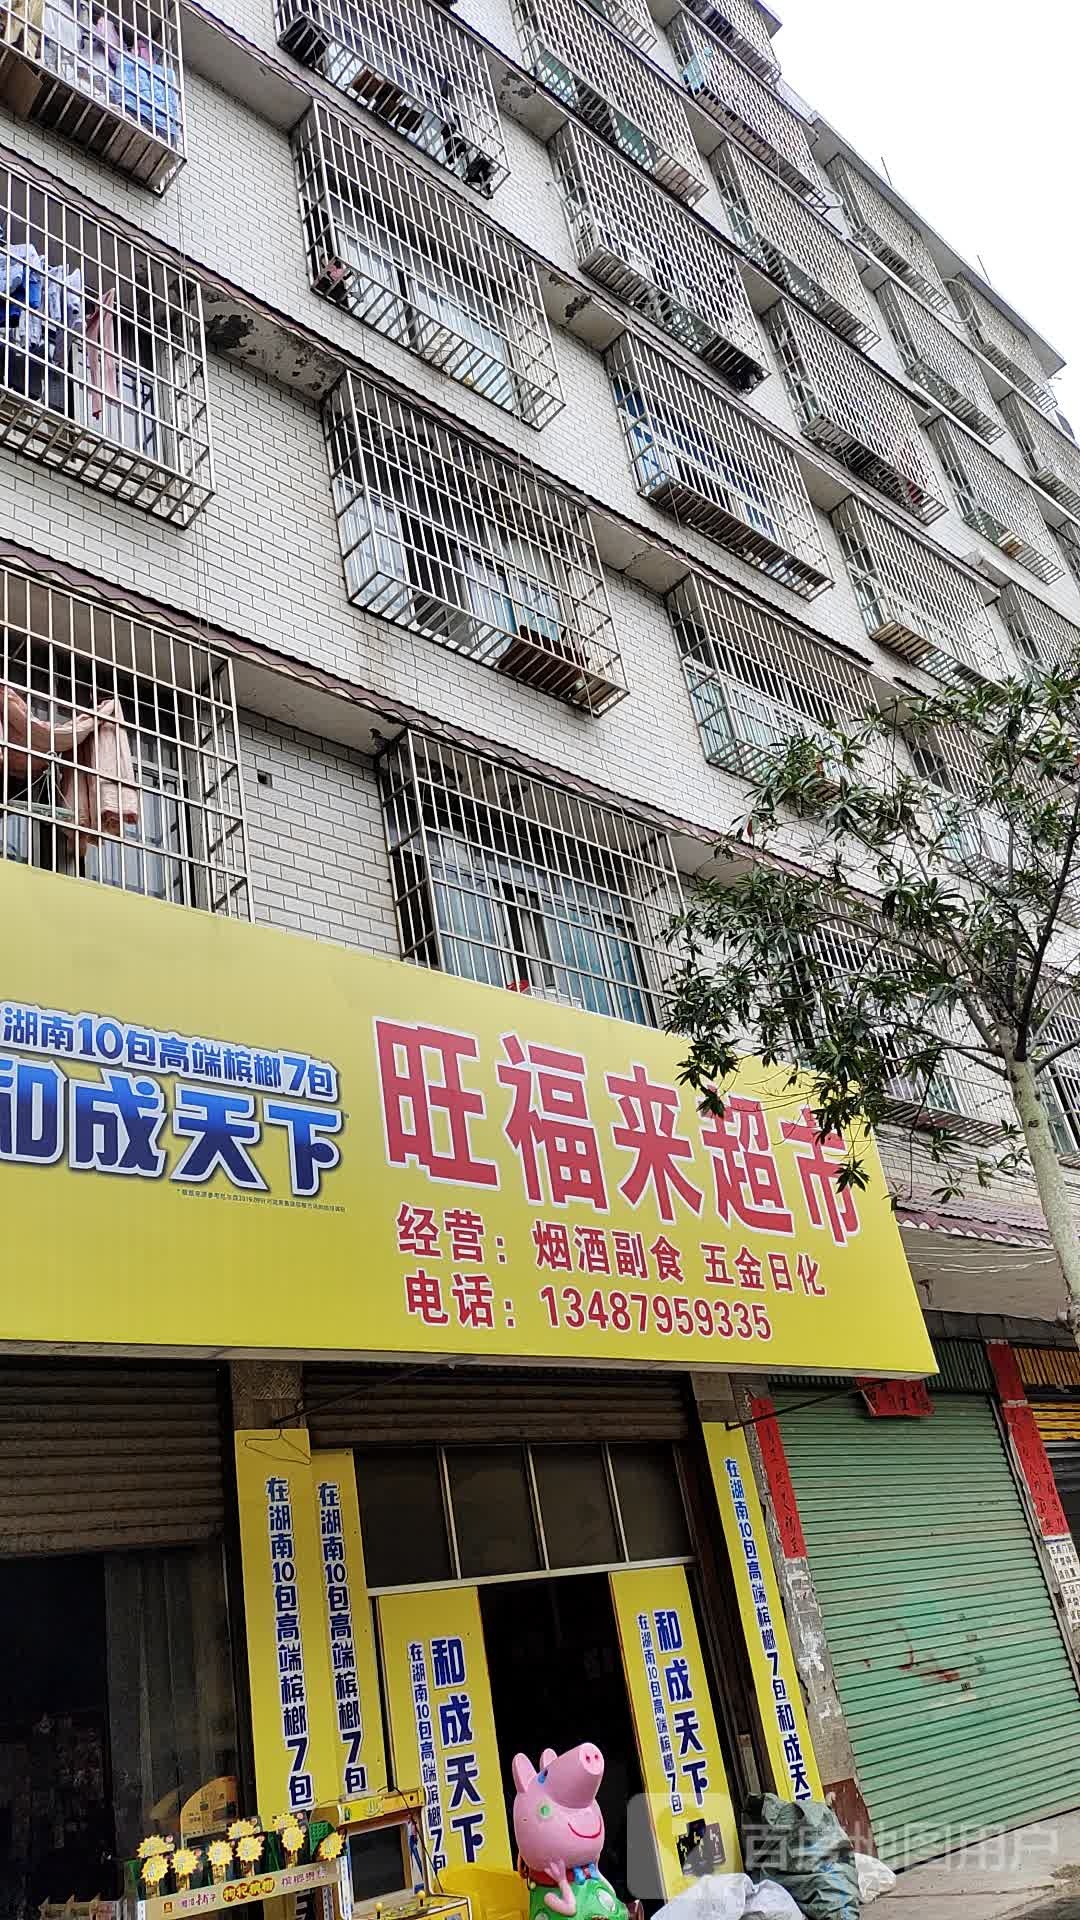 湖南10包高端槟榔7包
和成天下
旺福来超市
经营：烟酒副食 五金日化
电话：13487959335
在湖南10包高端槟榔7包
在湖南10包高端槟榔7包
和成天下
在湖南10包高端槟榔7包
和成天下
在湖南10包高端槟榔7包
在湖南10包高端槟榔7包和成天下
枸杞槟榔
百度地图用户